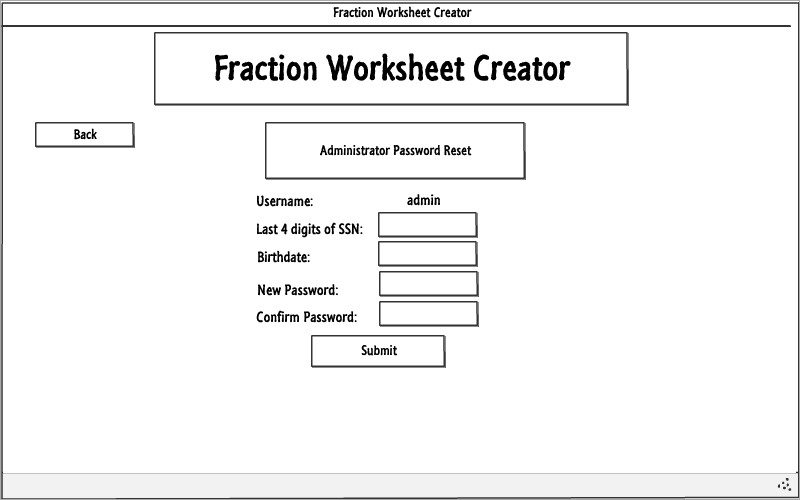 Fraction Worksheet Creator
Fraction Worksheet Creator
Back
Administrator Password Reset
Username: admin
Last 4 digits of SSN:
Birthdate:
New Password:
Confirm Password:
Submit